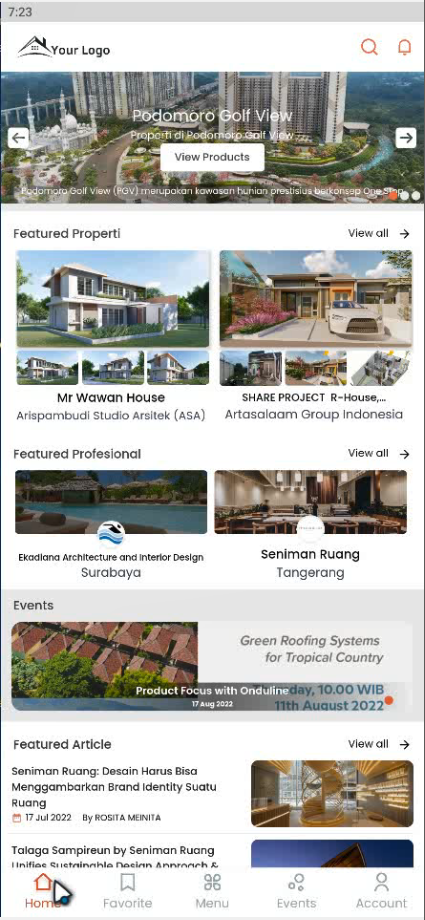 7:23
Your Logo
Podomoro Golf View
Properti di Podomoro Golf View
View Products
Podomoro Golf View (PGV) merupakan kawasan hunian prestisius berkonsep One Stop
Featured Properti
View all
Mr Wawan House
Arispambudi Studio Arsitek (ASA)
SHARE PROJECT R-House,...
Artasalaam Group Indonesia
Featured Profesional
View all
Ekadiana Architecture and Interior Design
Surabaya
Seniman Ruang
Tangerang
Events
Green Roofing Systems
for Tropical Country
day, 10.00 WIB
11th August 2022
Product Focus with Onduline
17 Aug 2022
Featured Article
View all
Seniman Ruang: Desain Harus Bisa
Menggambarkan Brand Identity Suatu
Ruang
17 Jul 2022 By ROSITA MEINITA
Talaga Sampireun by Seniman Ruang
Unifies Sustainable Design Approach &
Home
Favorite
Menu
Events
Account